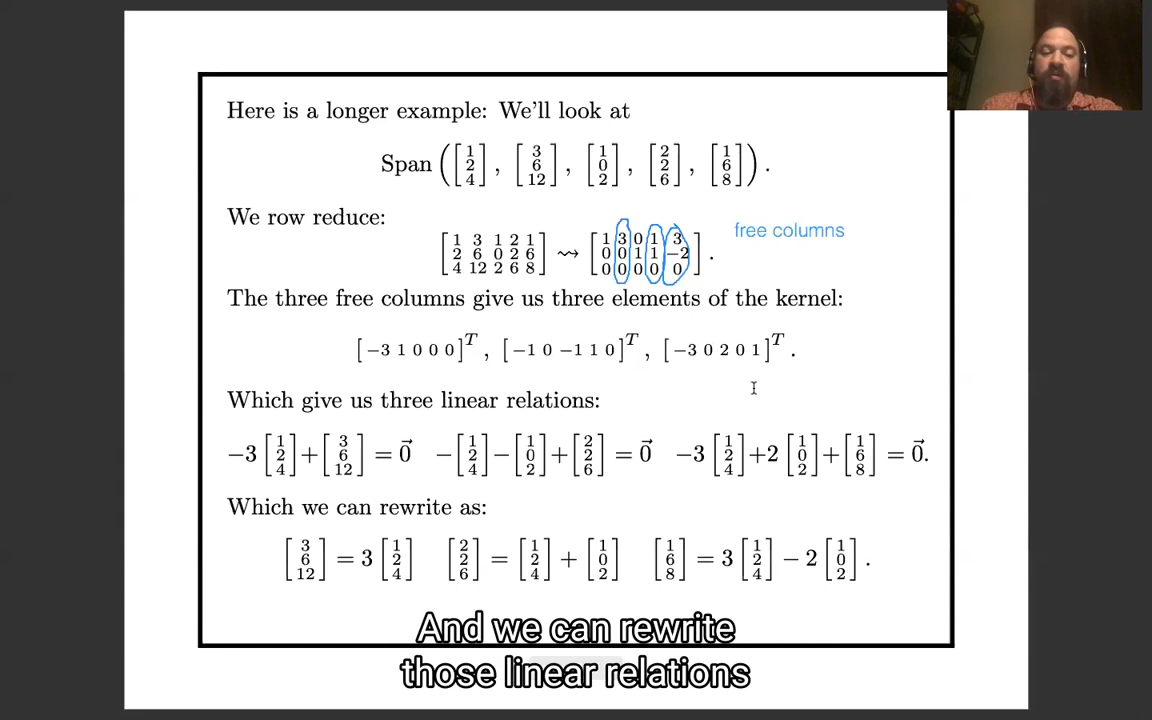 Here is a longer example: We'll look at
Span ([1 2 4], [3 6 12], [1 0 2], [2 2 6], [1 6 8]).
We row reduce:
[1 3 1 2 1
2 6 0 2 6
4 12 2 6 8] ⇝ [1 3 0 1 3
0 0 1 1 −2
0 0 0 0 0].
free columns
The three free columns give us three elements of the kernel:
[−3 1 0 0 0]^T, [−1 0 −1 1 0]^T, [−3 0 2 0 1]^T.
Which give us three linear relations:
−3 [1 2 4] + [3 6 12] = 0⃗ −[1 2 4] − [1 0 2] + [2 2 6] = 0⃗ −3 [1 2 4] + 2 [1 0 2] + [1 6 8] = 0⃗.
Which we can rewrite as:
[3 6 12] = 3 [1 2 4] [2 2 6] = [1 2 4] + [1 0 2] [1 6 8] = 3 [1 2 4] − 2 [1 0 2].
And we can rewrite
those linear relations